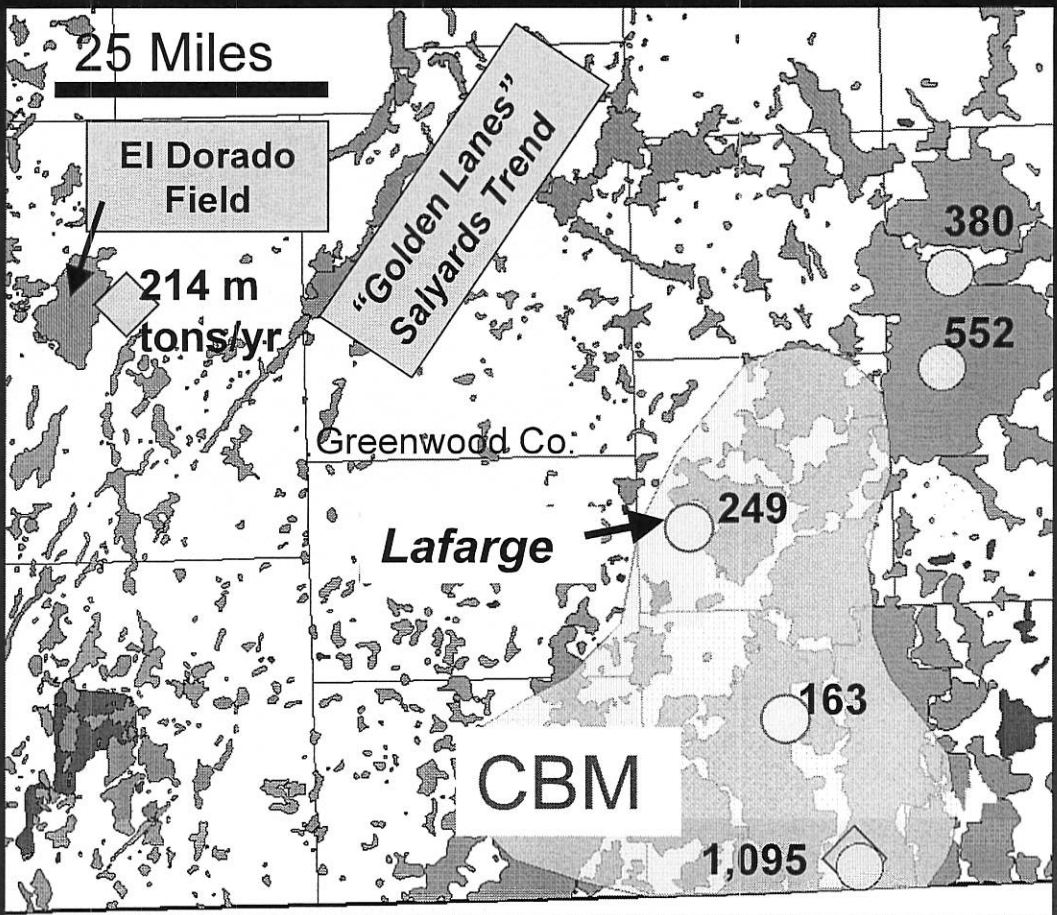 25 Miles
El Dorado
Field
"Golden Lanes"
Salyards Trend
214 m
tons/yr
380
552
Greenwood Co.
Lafarge
249
163
CBM
1,095